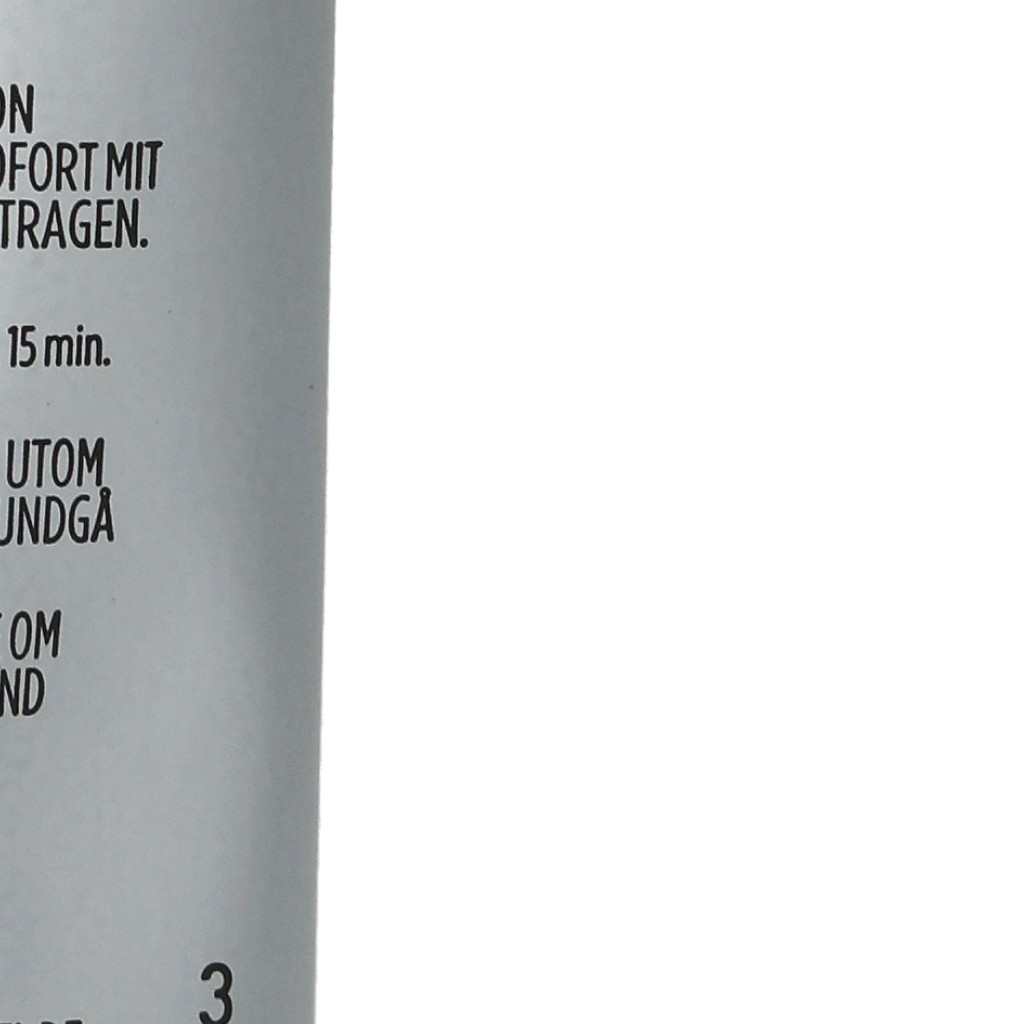 ON
OFORT MIT
TRAGEN.
15 min.
UTOM
UNDGÅ
OM
ND
3